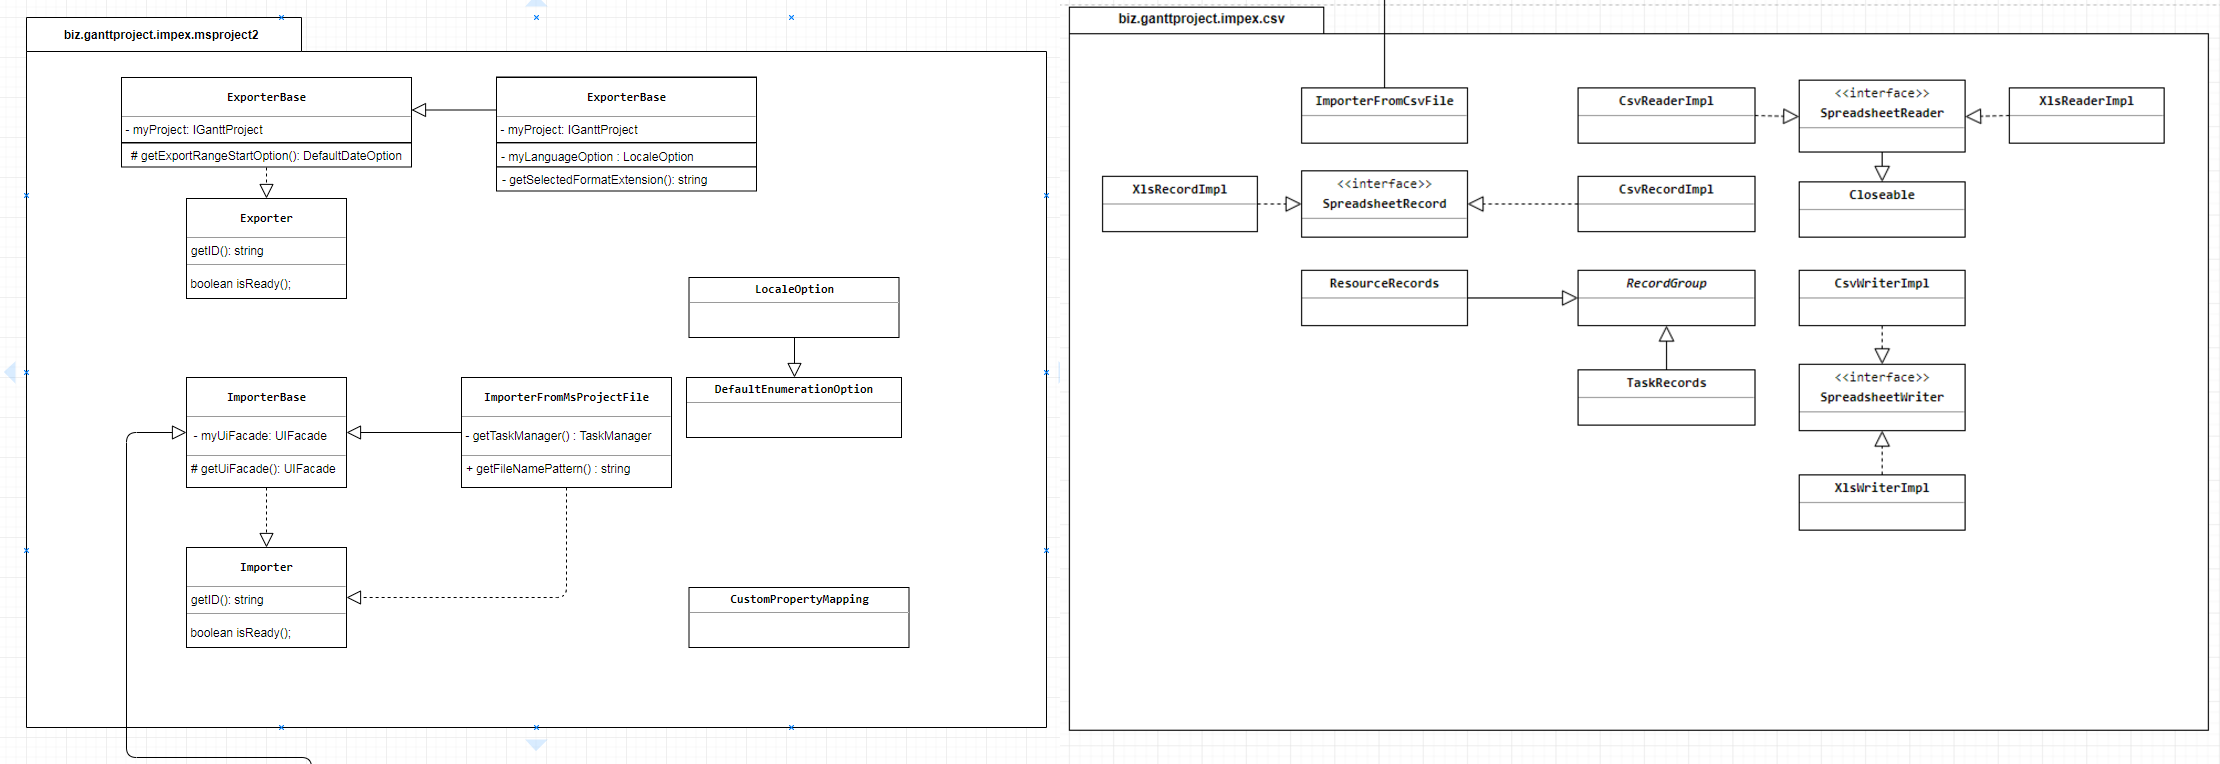 biz.ganttproject.impex.msproject2
ExporterBase
- myProject: IGanttProject
# getExportRangeStartOption(): DefaultDateOption
ExporterBase
- myProject: IGanttProject
- myLanguageOption : LocaleOption
- getSelectedFormatExtension(): string
Exporter
getID(): string
boolean isReady();
LocaleOption
DefaultEnumerationOption
ImporterBase
- myUiFacade: UIFacade
# getUiFacade(): UIFacade
ImporterFromMsProjectFile
- getTaskManager() : TaskManager
+ getFileNamePattern() : string
Importer
getID(): string
boolean isReady();
CustomPropertyMapping
biz.ganttproject.impex.csv
ImporterFromCsvFile
CsvReaderImpl
<<interface>>
SpreadsheetReader
XlsReaderImpl
XlsRecordImpl
<<interface>>
SpreadsheetRecord
CsvRecordImpl
Closeable
ResourceRecords
RecordGroup
CsvWriterImpl
TaskRecords
<<interface>>
SpreadsheetWriter
XlsWriterImpl